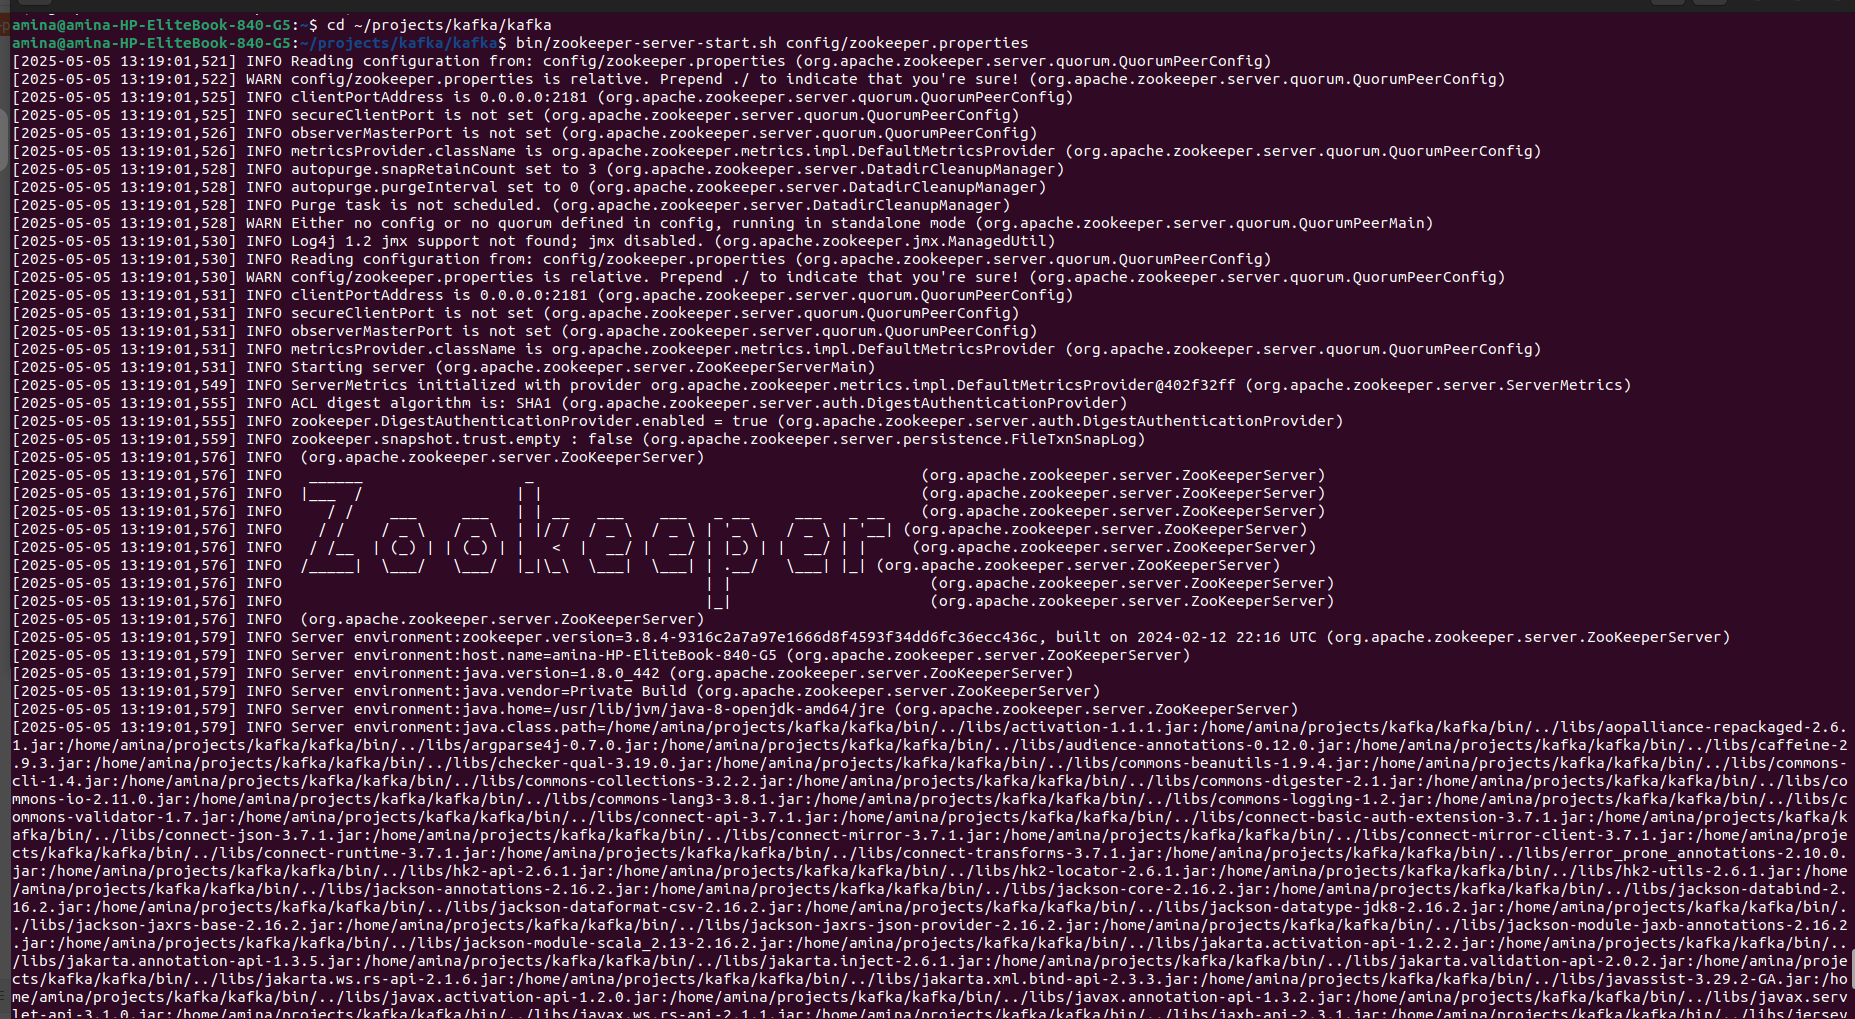 amina@amina-HP-EliteBook-840-G5:~$ cd ~/projects/kafka/kafka
amina@amina-HP-EliteBook-840-G5:~/projects/kafka/kafka$ bin/zookeeper-server-start.sh config/zookeeper.properties
[2025-05-05 13:19:01,521] INFO Reading configuration from: config/zookeeper.properties (org.apache.zookeeper.server.quorum.QuorumPeerConfig)
[2025-05-05 13:19:01,522] WARN config/zookeeper.properties is relative. Prepend ./ to indicate that you're sure! (org.apache.zookeeper.server.quorum.QuorumPeerConfig)
[2025-05-05 13:19:01,525] INFO clientPortAddress is 0.0.0.0:2181 (org.apache.zookeeper.server.quorum.QuorumPeerConfig)
[2025-05-05 13:19:01,525] INFO secureClientPort is not set (org.apache.zookeeper.server.quorum.QuorumPeerConfig)
[2025-05-05 13:19:01,526] INFO observerMasterPort is not set (org.apache.zookeeper.server.quorum.QuorumPeerConfig)
[2025-05-05 13:19:01,526] INFO metricsProvider.className is org.apache.zookeeper.metrics.impl.DefaultMetricsProvider (org.apache.zookeeper.server.quorum.QuorumPeerConfig)
[2025-05-05 13:19:01,528] INFO autopurge.snapRetainCount set to 3 (org.apache.zookeeper.server.DatadirCleanupManager)
[2025-05-05 13:19:01,528] INFO autopurge.purgeInterval set to 0 (org.apache.zookeeper.server.DatadirCleanupManager)
[2025-05-05 13:19:01,528] INFO Purge task is not scheduled. (org.apache.zookeeper.server.DatadirCleanupManager)
[2025-05-05 13:19:01,528] WARN Either no config or no quorum defined in config, running in standalone mode (org.apache.zookeeper.server.quorum.QuorumPeerMain)
[2025-05-05 13:19:01,530] INFO Log4j 1.2 jmx support not found; jmx disabled. (org.apache.zookeeper.jmx.ManagedUtil)
[2025-05-05 13:19:01,530] INFO Reading configuration from: config/zookeeper.properties (org.apache.zookeeper.server.quorum.QuorumPeerConfig)
[2025-05-05 13:19:01,530] WARN config/zookeeper.properties is relative. Prepend ./ to indicate that you're sure! (org.apache.zookeeper.server.quorum.QuorumPeerConfig)
[2025-05-05 13:19:01,531] INFO clientPortAddress is 0.0.0.0:2181 (org.apache.zookeeper.server.quorum.QuorumPeerConfig)
[2025-05-05 13:19:01,531] INFO secureClientPort is not set (org.apache.zookeeper.server.quorum.QuorumPeerConfig)
[2025-05-05 13:19:01,531] INFO observerMasterPort is not set (org.apache.zookeeper.server.quorum.QuorumPeerConfig)
[2025-05-05 13:19:01,531] INFO metricsProvider.className is org.apache.zookeeper.metrics.impl.DefaultMetricsProvider (org.apache.zookeeper.server.quorum.QuorumPeerConfig)
[2025-05-05 13:19:01,531] INFO Starting server (org.apache.zookeeper.server.ZooKeeperServerMain)
[2025-05-05 13:19:01,549] INFO ServerMetrics initialized with provider org.apache.zookeeper.metrics.impl.DefaultMetricsProvider@402f32ff (org.apache.zookeeper.server.ServerMetrics)
[2025-05-05 13:19:01,555] INFO ACL digest algorithm is: SHA1 (org.apache.zookeeper.server.auth.DigestAuthenticationProvider)
[2025-05-05 13:19:01,555] INFO zookeeper.DigestAuthenticationProvider.enabled = true (org.apache.zookeeper.server.auth.DigestAuthenticationProvider)
[2025-05-05 13:19:01,559] INFO zookeeper.snapshot.trust.empty : false (org.apache.zookeeper.server.persistence.FileTxnSnapLog)
[2025-05-05 13:19:01,576] INFO  (org.apache.zookeeper.server.ZooKeeperServer)
[2025-05-05 13:19:01,576] INFO   ______                  _                                           (org.apache.zookeeper.server.ZooKeeperServer)
[2025-05-05 13:19:01,576] INFO  |___  /                 | |                                          (org.apache.zookeeper.server.ZooKeeperServer)
[2025-05-05 13:19:01,576] INFO     / /    ___     ___   | | __   ___    ___   _ __     ___   _ __    (org.apache.zookeeper.server.ZooKeeperServer)
[2025-05-05 13:19:01,576] INFO    / /    / _ \   / _ \  | |/ /  / _ \  / _ \ | '_ \   / _ \ | '__| (org.apache.zookeeper.server.ZooKeeperServer)
[2025-05-05 13:19:01,576] INFO   / /__  | (_) | | (_) | |   <  |  __/ |  __/ | |_) | |  __/ | |     (org.apache.zookeeper.server.ZooKeeperServer)
[2025-05-05 13:19:01,576] INFO  /_____|  \___/   \___/  |_|\_\  \___|  \___| | .__/   \___| |_| (org.apache.zookeeper.server.ZooKeeperServer)
[2025-05-05 13:19:01,576] INFO                                               | |                      (org.apache.zookeeper.server.ZooKeeperServer)
[2025-05-05 13:19:01,576] INFO                                               |_|                      (org.apache.zookeeper.server.ZooKeeperServer)
[2025-05-05 13:19:01,576] INFO  (org.apache.zookeeper.server.ZooKeeperServer)
[2025-05-05 13:19:01,579] INFO Server environment:zookeeper.version=3.8.4-9316c2a7a97e1666d8f4593f34dd6fc36ecc436c, built on 2024-02-12 22:16 UTC (org.apache.zookeeper.server.ZooKeeperServer)
[2025-05-05 13:19:01,579] INFO Server environment:host.name=amina-HP-EliteBook-840-G5 (org.apache.zookeeper.server.ZooKeeperServer)
[2025-05-05 13:19:01,579] INFO Server environment:java.version=1.8.0_442 (org.apache.zookeeper.server.ZooKeeperServer)
[2025-05-05 13:19:01,579] INFO Server environment:java.vendor=Private Build (org.apache.zookeeper.server.ZooKeeperServer)
[2025-05-05 13:19:01,579] INFO Server environment:java.home=/usr/lib/jvm/java-8-openjdk-amd64/jre (org.apache.zookeeper.server.ZooKeeperServer)
[2025-05-05 13:19:01,579] INFO Server environment:java.class.path=/home/amina/projects/kafka/kafka/bin/../libs/activation-1.1.1.jar:/home/amina/projects/kafka/kafka/bin/../libs/aopalliance-repackaged-2.6.
1.jar:/home/amina/projects/kafka/kafka/bin/../libs/argparse4j-0.7.0.jar:/home/amina/projects/kafka/kafka/bin/../libs/audience-annotations-0.12.0.jar:/home/amina/projects/kafka/kafka/bin/../libs/caffeine-2
.9.3.jar:/home/amina/projects/kafka/kafka/bin/../libs/checker-qual-3.19.0.jar:/home/amina/projects/kafka/kafka/bin/../libs/commons-beanutils-1.9.4.jar:/home/amina/projects/kafka/kafka/bin/../libs/commons-
cli-1.4.jar:/home/amina/projects/kafka/kafka/bin/../libs/commons-collections-3.2.2.jar:/home/amina/projects/kafka/kafka/bin/../libs/commons-digester-2.1.jar:/home/amina/projects/kafka/kafka/bin/../libs/co
mmons-io-2.11.0.jar:/home/amina/projects/kafka/kafka/bin/../libs/commons-lang3-3.8.1.jar:/home/amina/projects/kafka/kafka/bin/../libs/commons-logging-1.2.jar:/home/amina/projects/kafka/kafka/bin/../libs/c
ommons-validator-1.7.jar:/home/amina/projects/kafka/kafka/bin/../libs/connect-api-3.7.1.jar:/home/amina/projects/kafka/kafka/bin/../libs/connect-basic-auth-extension-3.7.1.jar:/home/amina/projects/kafka/k
afka/bin/../libs/connect-json-3.7.1.jar:/home/amina/projects/kafka/kafka/bin/../libs/connect-mirror-3.7.1.jar:/home/amina/projects/kafka/kafka/bin/../libs/connect-mirror-client-3.7.1.jar:/home/amina/proje
cts/kafka/kafka/bin/../libs/connect-runtime-3.7.1.jar:/home/amina/projects/kafka/kafka/bin/../libs/connect-transforms-3.7.1.jar:/home/amina/projects/kafka/kafka/bin/../libs/error_prone_annotations-2.10.0.
jar:/home/amina/projects/kafka/kafka/bin/../libs/hk2-api-2.6.1.jar:/home/amina/projects/kafka/kafka/bin/../libs/hk2-locator-2.6.1.jar:/home/amina/projects/kafka/kafka/bin/../libs/hk2-utils-2.6.1.jar:/home
/amina/projects/kafka/kafka/bin/../libs/jackson-annotations-2.16.2.jar:/home/amina/projects/kafka/kafka/bin/../libs/jackson-core-2.16.2.jar:/home/amina/projects/kafka/kafka/bin/../libs/jackson-databind-2.
16.2.jar:/home/amina/projects/kafka/kafka/bin/../libs/jackson-dataformat-csv-2.16.2.jar:/home/amina/projects/kafka/kafka/bin/../libs/jackson-datatype-jdk8-2.16.2.jar:/home/amina/projects/kafka/kafka/bin/.
./libs/jackson-jaxrs-base-2.16.2.jar:/home/amina/projects/kafka/kafka/bin/../libs/jackson-jaxrs-json-provider-2.16.2.jar:/home/amina/projects/kafka/kafka/bin/../libs/jackson-module-jaxb-annotations-2.16.2
.jar:/home/amina/projects/kafka/kafka/bin/../libs/jackson-module-scala_2.13-2.16.2.jar:/home/amina/projects/kafka/kafka/bin/../libs/jakarta.activation-api-1.2.2.jar:/home/amina/projects/kafka/kafka/bin/..
/libs/jakarta.annotation-api-1.3.5.jar:/home/amina/projects/kafka/kafka/bin/../libs/jakarta.inject-2.6.1.jar:/home/amina/projects/kafka/kafka/bin/../libs/jakarta.validation-api-2.0.2.jar:/home/amina/proje
cts/kafka/kafka/bin/../libs/jakarta.ws.rs-api-2.1.6.jar:/home/amina/projects/kafka/kafka/bin/../libs/jakarta.xml.bind-api-2.3.3.jar:/home/amina/projects/kafka/kafka/bin/../libs/javassist-3.29.2-GA.jar:/ho
me/amina/projects/kafka/kafka/bin/../libs/javax.activation-api-1.2.0.jar:/home/amina/projects/kafka/kafka/bin/../libs/javax.annotation-api-1.3.2.jar:/home/amina/projects/kafka/kafka/bin/../libs/javax.serv
let-api-3.1.0.jar:/home/amina/projects/kafka/kafka/bin/../libs/javax.ws.rs-api-2.1.1.jar:/home/amina/projects/kafka/kafka/bin/../libs/jaxb-api-2.3.1.jar:/home/amina/projects/kafka/kafka/bin/../libs/jersey